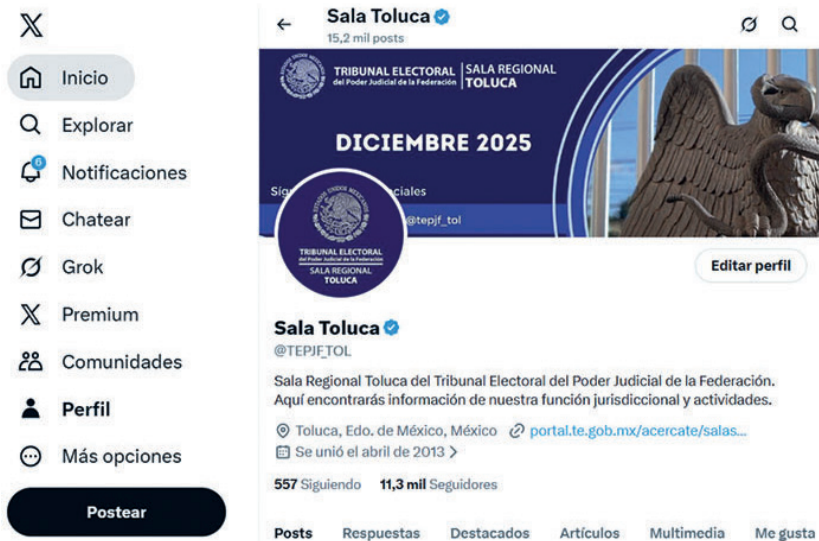 Inicio
Explorar
6
Notificaciones
Chatear
Grok
Premium
Comunidades
Perfil
Más opciones
Postear
Sala Toluca
15,2 mil posts
TRIBUNAL ELECTORAL
del Poder Judicial de la Federación
SALA REGIONAL
TOLUCA
DICIEMBRE 2025
Sígu
ciales
@tepjf_tol
ESTADOS UNIDOS MEXICANOS
TRIBUNAL ELECTORAL
del Poder Judicial de la Federación
SALA REGIONAL
TOLUCA
Editar perfil
Sala Toluca
@TEPJF_TOL
Sala Regional Toluca del Tribunal Electoral del Poder Judicial de la Federación.
Aquí encontrarás información de nuestra función jurisdiccional y actividades.
Toluca, Edo. de México, México portal.te.gob.mx/acercate/salas...
Se unió el abril de 2013
557 Siguiendo 11,3 mil Seguidores
Posts Respuestas Destacados Artículos Multimedia Me gusta